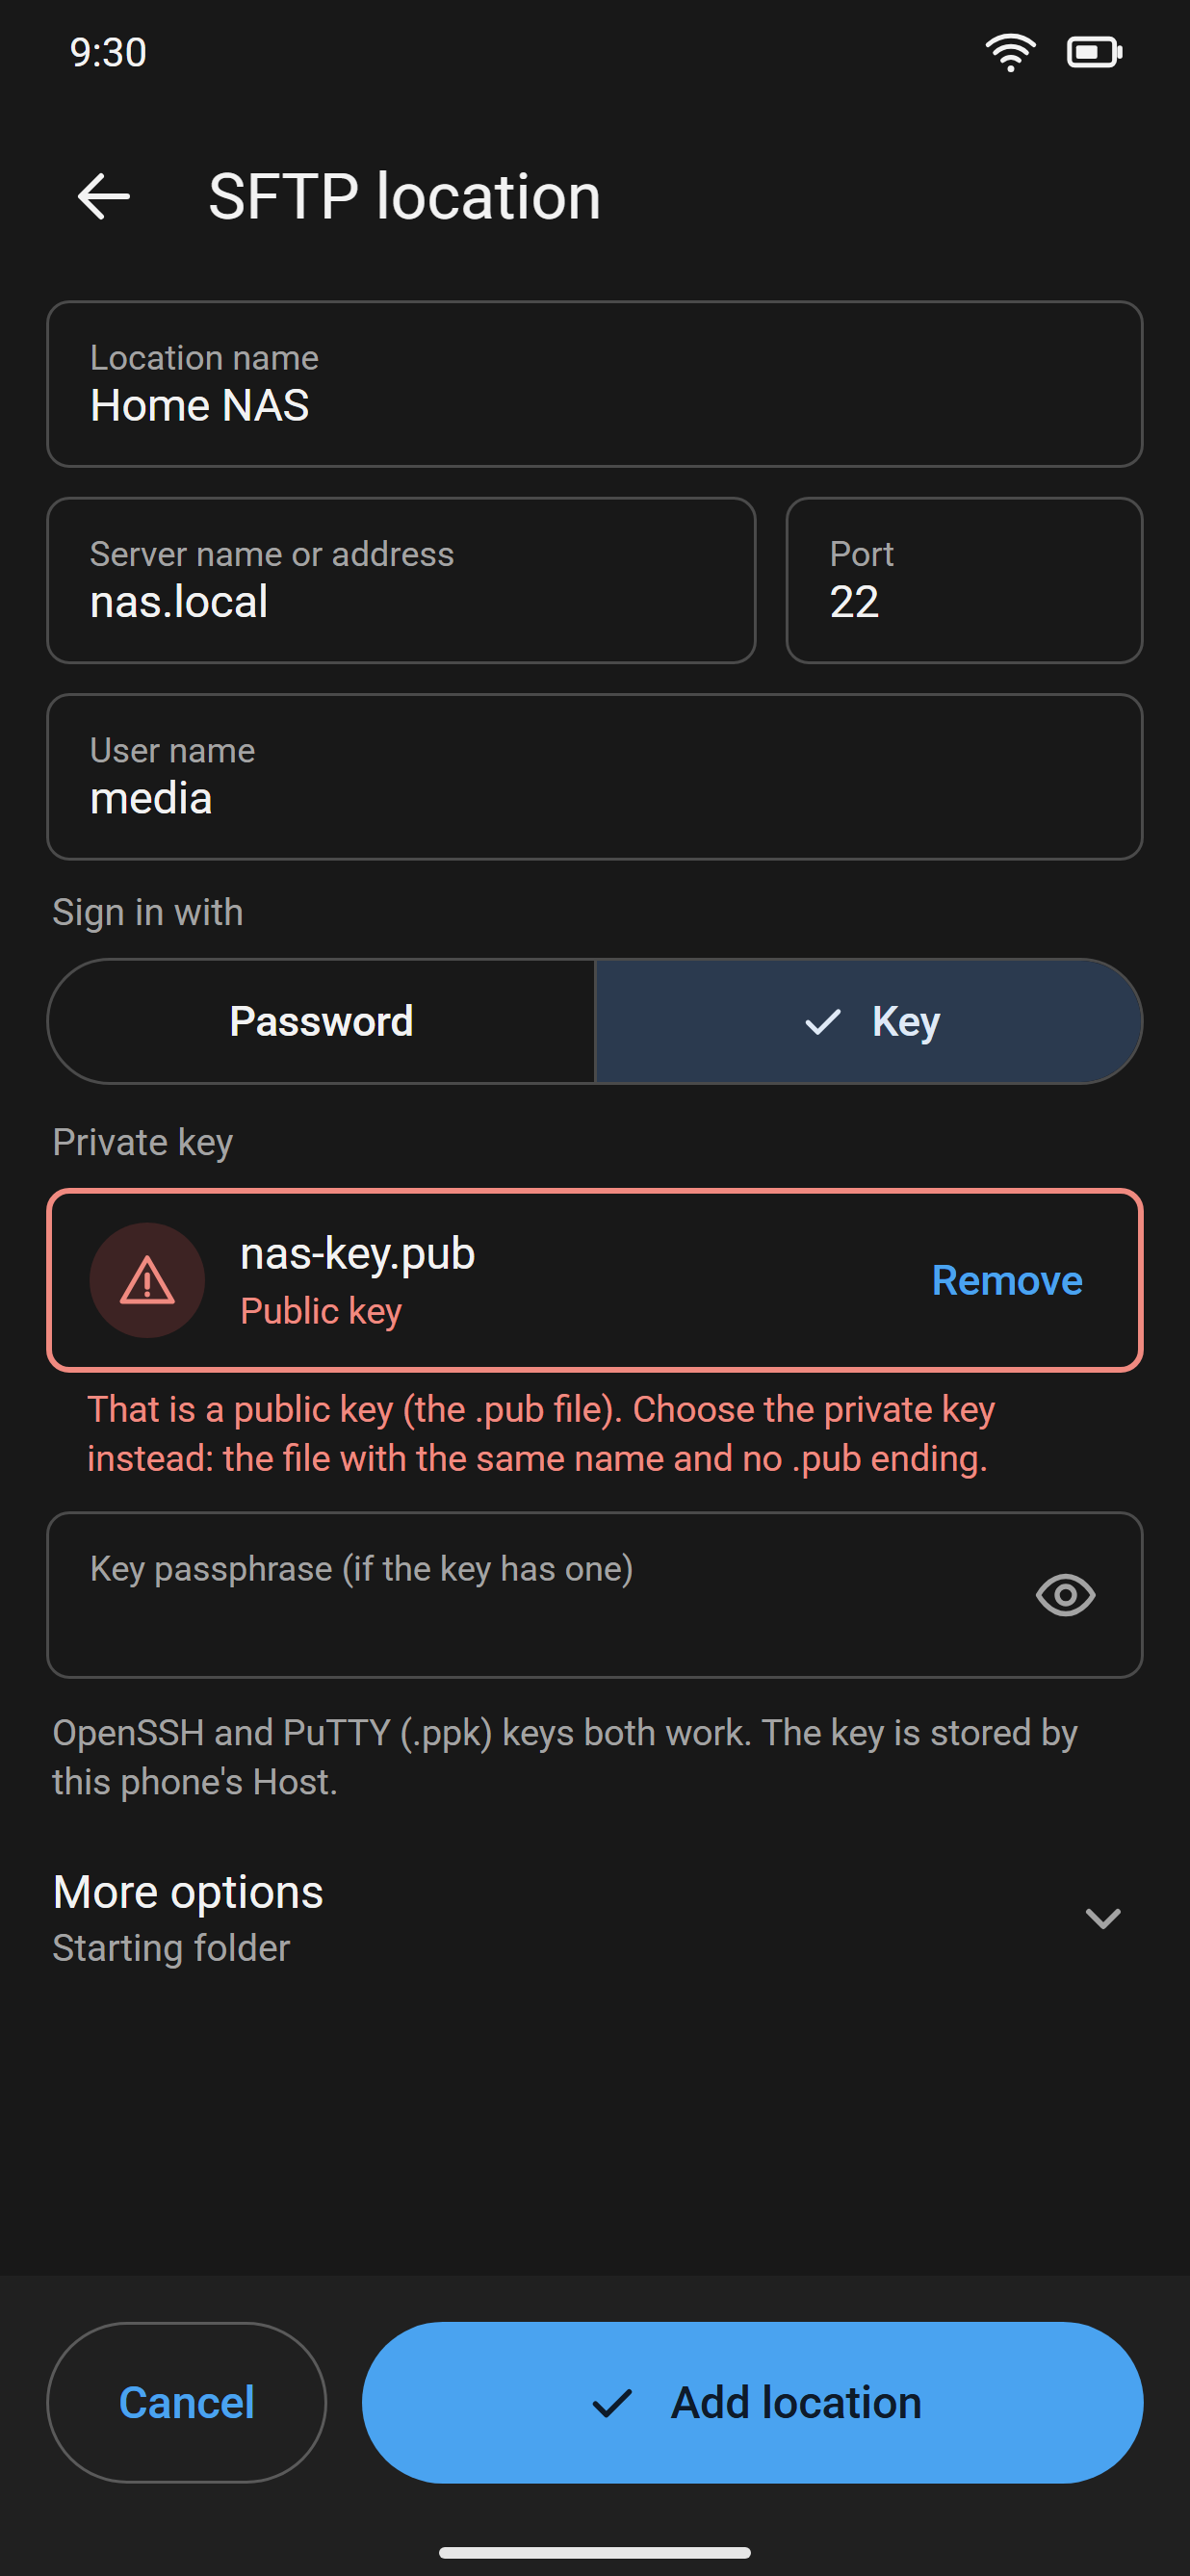 9:30
SFTP location
Location name
Home NAS
Server name or address
nas.local
Port
22
User name
media
Sign in with
Password
Key
Private key
nas-key.pub
Public key
Remove
That is a public key (the .pub file). Choose the private key
instead: the file with the same name and no .pub ending.
Key passphrase (if the key has one)
OpenSSH and PuTTY (.ppk) keys both work. The key is stored by
this phone's Host.
More options
Starting folder
Cancel
Add location